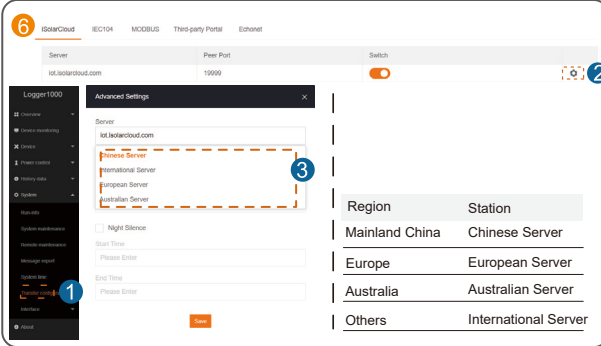 6
iSolarCloud IEC104 MODBUS Third-party Portal Echonet
Server Peer Port Switch
iot.isolarcloud.com 19999
2
Logger1000
Overview
Device monitoring
Device
Power control
History data
System
Run-info
System maintenance
Remote maintenance
Message export
System time
Transfer config
1
Interface
About
Advanced Settings ×
Server
iot.isolarcloud.com
Chinese Server
International Server
European Server
Australian Server
3
Night Silence
Start Time
Please Enter
End Time
Please Enter
Save
Region Station
Mainland China Chinese Server
Europe European Server
Australia Australian Server
Others International Server